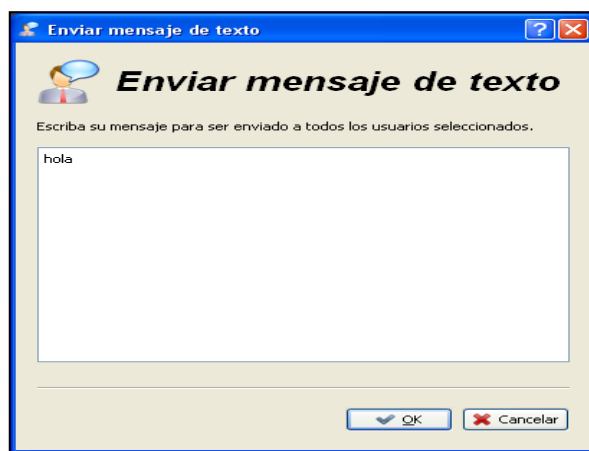 Enviar mensaje de texto
Enviar mensaje de texto
Escriba su mensaje para ser enviado a todos los usuarios seleccionados.
hola
OK Cancelar